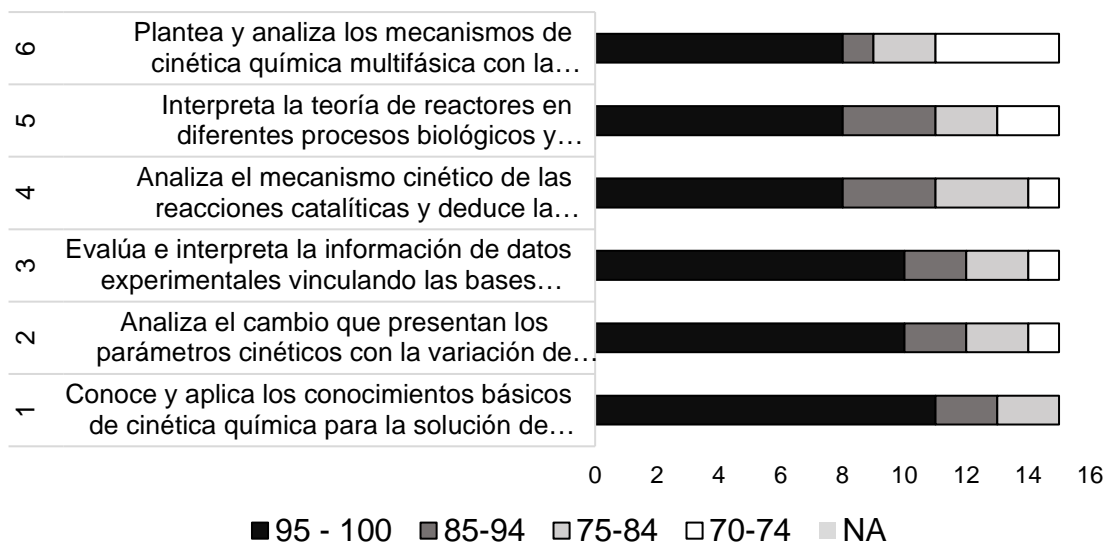 6
Plantea y analiza los mecanismos de
cinética química multifásica con la…
5
Interpreta la teoría de reactores en
diferentes procesos biológicos y…
4
Analiza el mecanismo cinético de las
reacciones catalíticas y deduce la…
3
Evalúa e interpreta la información de datos
experimentales vinculando las bases…
2
Analiza el cambio que presentan los
parámetros cinéticos con la variación de…
1
Conoce y aplica los conocimientos básicos
de cinética química para la solución de…
0 2 4 6 8 10 12 14 16
95 - 100 85-94 75-84 70-74 NA